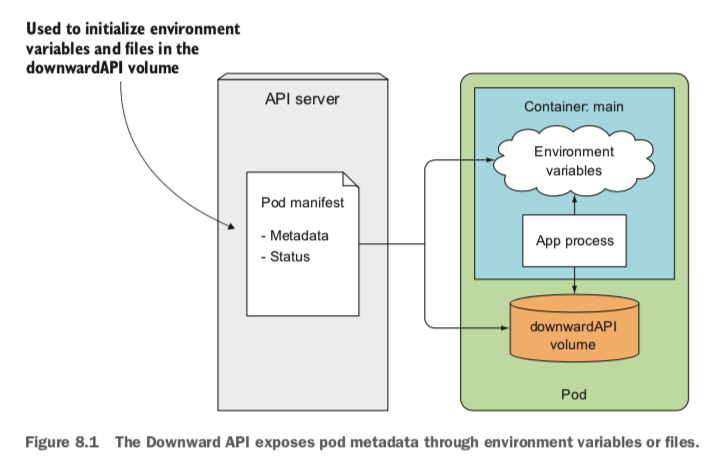 Used to initialize environment
variables and files in the
downwardAPI volume
API server
Pod manifest
- Metadata
- Status
Container: main
Environment
variables
App process
downwardAPI
volume
Pod
Figure 8.1 The Downward API exposes pod metadata through environment variables or files.